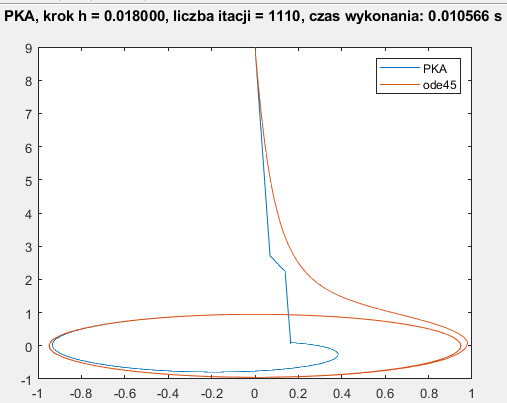 PKA, krok h = 0.018000, liczba itacji = 1110, czas wykonania: 0.010566 s
9
PKA
ode45
8
7
6
5
4
3
2
1
0
-1
-1 -0.8 -0.6 -0.4 -0.2 0 0.2 0.4 0.6 0.8 1